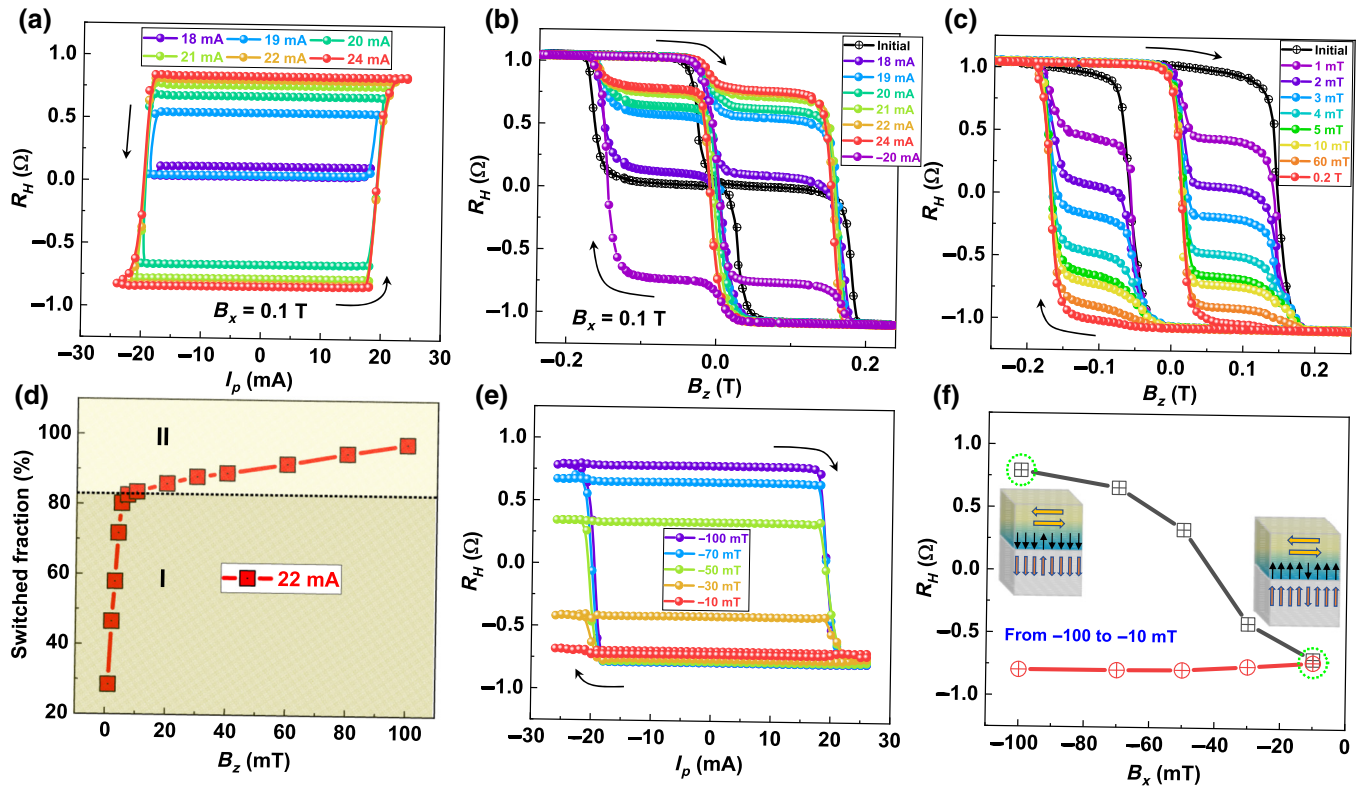 (a)
18 mA 19 mA 20 mA
21 mA 22 mA 24 mA
1.0
0.5
0.0
−0.5
−1.0
R_H (Ω)
B_x = 0.1 T
−30 −20 −10 0 10 20 30
I_p (mA)
(b)
Initial
18 mA
19 mA
20 mA
21 mA
22 mA
24 mA
−20 mA
1.0
0.5
0.0
−0.5
−1.0
R_H (Ω)
B_x = 0.1 T
−0.2 0.0 0.2
B_z (T)
(c)
Initial
1 mT
2 mT
3 mT
4 mT
5 mT
10 mT
60 mT
0.2 T
1.0
0.5
0.0
−0.5
−1.0
R_H (Ω)
−0.2 −0.1 0.0 0.1 0.2
B_z (T)
(d)
II
I
22 mA
100
80
60
40
20
Switched fraction (%)
0 20 40 60 80 100
B_z (mT)
(e)
−100 mT
−70 mT
−50 mT
−30 mT
−10 mT
1.0
0.5
0.0
−0.5
−1.0
R_H (Ω)
−30 −20 −10 0 10 20 30
I_p (mA)
(f)
1.0
0.5
0.0
−0.5
−1.0
R_H (Ω)
From −100 to −10 mT
−100 −80 −60 −40 −20 0
B_x (mT)